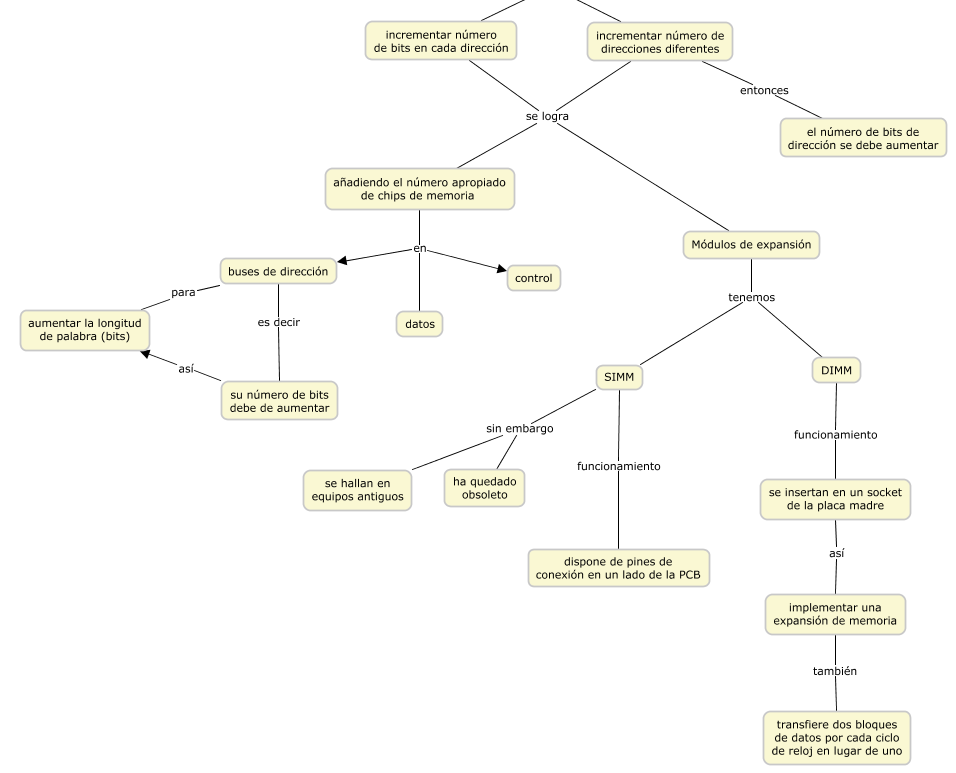 incrementar número
de bits en cada dirección
incrementar número de
direcciones diferentes
entonces
se logra
el número de bits de
dirección se debe aumentar
añadiendo el número apropiado
de chips de memoria
Módulos de expansión
en
buses de dirección
control
para
tenemos
aumentar la longitud
de palabra (bits)
es decir
datos
así
SIMM
DIMM
su número de bits
debe de aumentar
sin embargo
funcionamiento
funcionamiento
se hallan en
equipos antiguos
ha quedado
obsoleto
se insertan en un socket
de la placa madre
así
dispone de pines de
conexión en un lado de la PCB
implementar una
expansión de memoria
también
transfiere dos bloques
de datos por cada ciclo
de reloj en lugar de uno